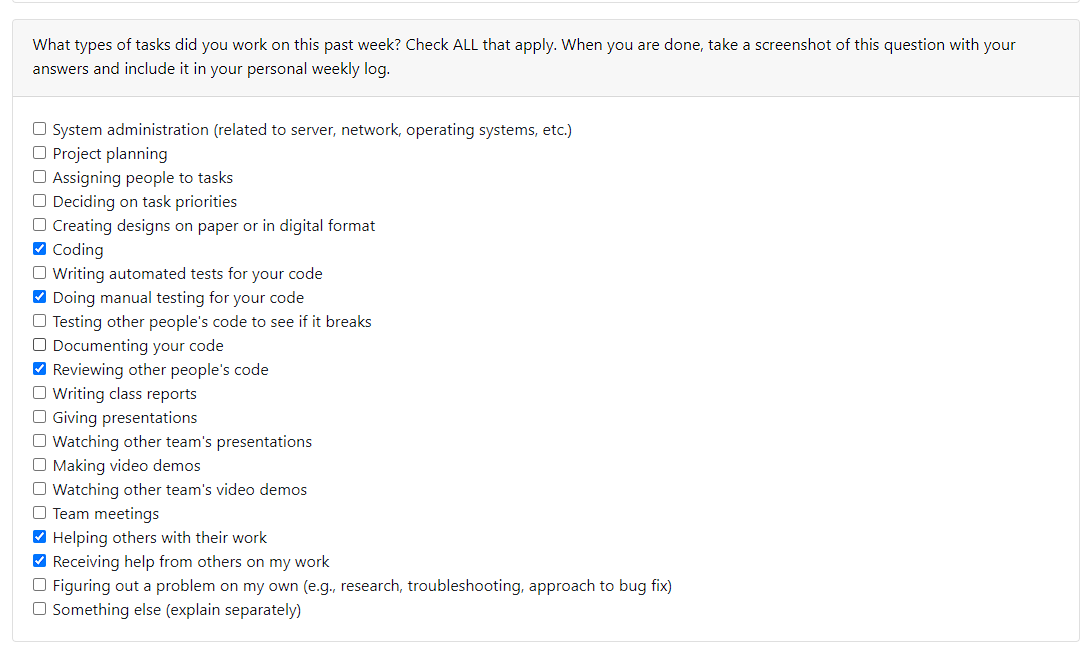 What types of tasks did you work on this past week? Check ALL that apply. When you are done, take a screenshot of this question with your
answers and include it in your personal weekly log.
System administration (related to server, network, operating systems, etc.)
Project planning
Assigning people to tasks
Deciding on task priorities
Creating designs on paper or in digital format
Coding
Writing automated tests for your code
Doing manual testing for your code
Testing other people's code to see if it breaks
Documenting your code
Reviewing other people's code
Writing class reports
Giving presentations
Watching other team's presentations
Making video demos
Watching other team's video demos
Team meetings
Helping others with their work
Receiving help from others on my work
Figuring out a problem on my own (e.g., research, troubleshooting, approach to bug fix)
Something else (explain separately)